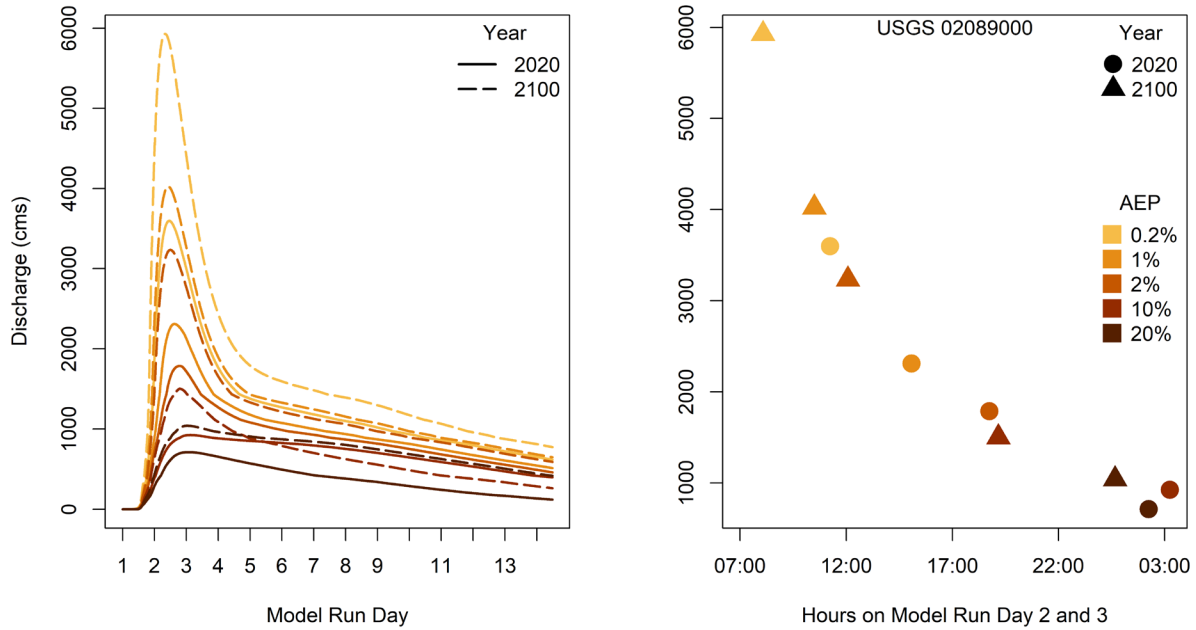 Year
2020
2100
Discharge (cms)
6000
5000
4000
3000
2000
1000
0
1 2 3 4 5 6 7 8 9 11 13
Model Run Day
USGS 02089000
Year
2020
2100
AEP
0.2%
1%
2%
10%
20%
6000
5000
4000
3000
2000
1000
07:00 12:00 17:00 22:00 03:00
Hours on Model Run Day 2 and 3